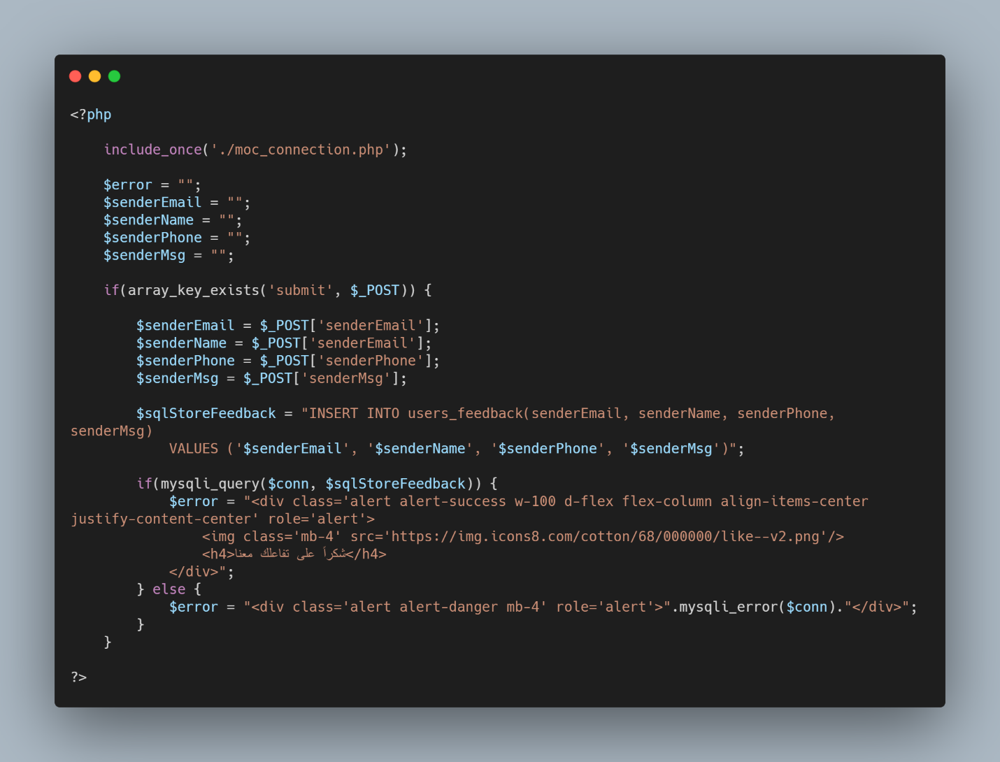 <?php
include_once('./moc_connection.php');
$error = "";
$senderEmail = "";
$senderName = "";
$senderPhone = "";
$senderMsg = "";
if(array_key_exists('submit', $_POST)) {
$senderEmail = $_POST['senderEmail'];
$senderName = $_POST['senderEmail'];
$senderPhone = $_POST['senderPhone'];
$senderMsg = $_POST['senderMsg'];
$sqlStoreFeedback = "INSERT INTO users_feedback(senderEmail, senderName, senderPhone,
senderMsg)
VALUES ('$senderEmail', '$senderName', '$senderPhone', '$senderMsg')";
if(mysqli_query($conn, $sqlStoreFeedback)) {
$error = "<div class='alert alert-success w-100 d-flex flex-column align-items-center
justify-content-center' role='alert'>
<img class='mb-4' src='https://img.icons8.com/cotton/68/000000/like--v2.png'/>
<h4>شكراً على تفاعلك معنا</h4>
</div>";
} else {
$error = "<div class='alert alert-danger mb-4' role='alert'>".mysqli_error($conn)."</div>";
}
}
?>